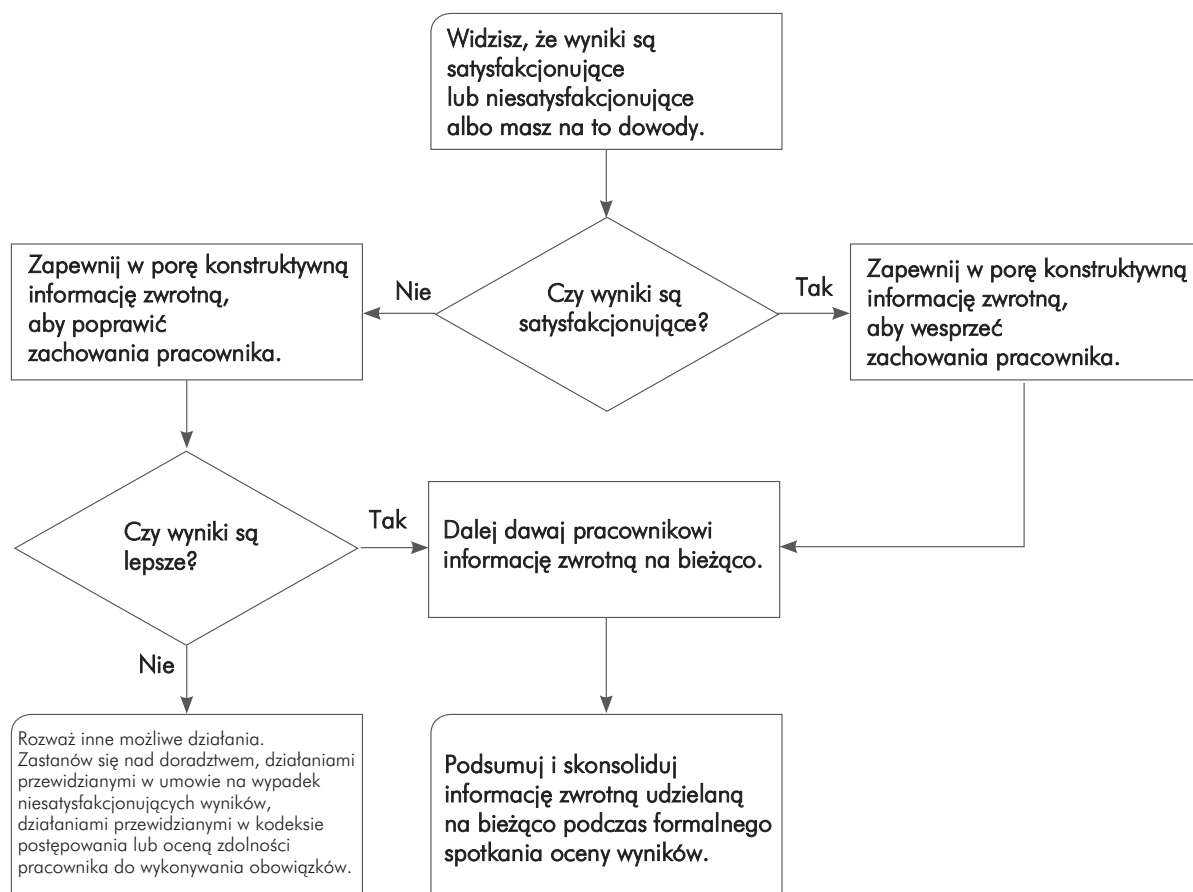 Widzisz, że wyniki są
satysfakcjonujące
lub niesatysfakcjonujące
albo masz na to dowody.
Zapewnij w porę konstruktywną
informację zwrotną,
aby poprawić
zachowania pracownika.
Nie
Czy wyniki są
satysfakcjonujące?
Tak
Zapewnij w porę konstruktywną
informację zwrotną,
aby wesprzeć
zachowania pracownika.
Czy wyniki są
lepsze?
Tak
Dalej dawaj pracownikowi
informację zwrotną na bieżąco.
Nie
Rozważ inne możliwe działania.
Zastanów się nad doradztwem, działaniami
przewidzianymi w umowie na wypadek
niesatysfakcjonujących wyników,
działaniami przewidzianymi w kodeksie
postępowania lub oceną zdolności
pracownika do wykonywania obowiązków.
Podsumuj i skonsoliduj
informację zwrotną udzielaną
na bieżąco podczas formalnego
spotkania oceny wyników.